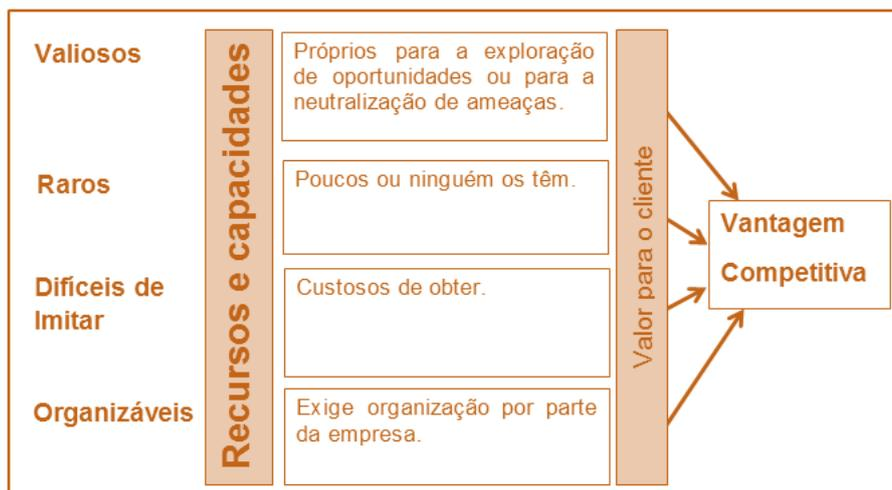 Valiosos
Recursos e capacidades
Próprios para a exploração
de oportunidades ou para a
neutralização de ameaças.
Raros
Poucos ou ninguém os têm.
Difíceis de
Imitar
Custosos de obter.
Organizáveis
Exige organização por parte
da empresa.
Valor para o cliente
Vantagem
Competitiva